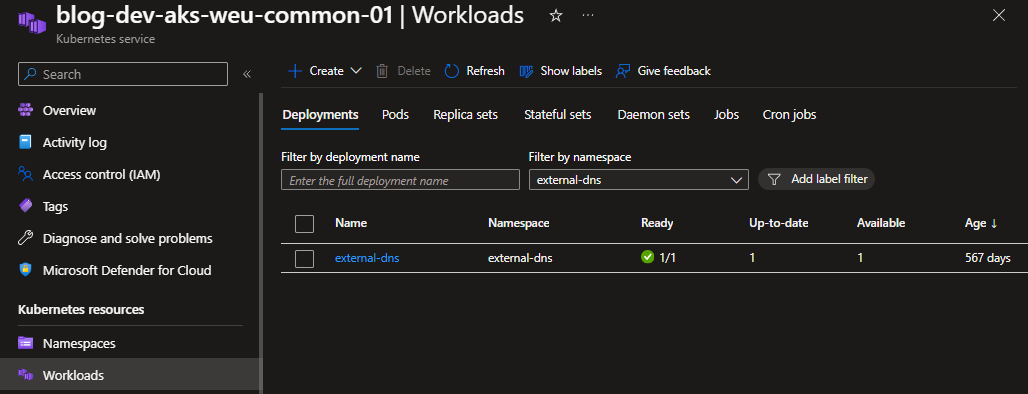 blog-dev-aks-weu-common-01 | Workloads
Kubernetes service
Search
Overview
Activity log
Access control (IAM)
Tags
Diagnose and solve problems
Microsoft Defender for Cloud
Kubernetes resources
Namespaces
Workloads
Create Delete Refresh Show labels Give feedback
Deployments Pods Replica sets Stateful sets Daemon sets Jobs Cron jobs
Filter by deployment name Filter by namespace
Enter the full deployment name external-dns Add label filter
Name Namespace Ready Up-to-date Available Age ↓
external-dns external-dns 1/1 1 1 567 days